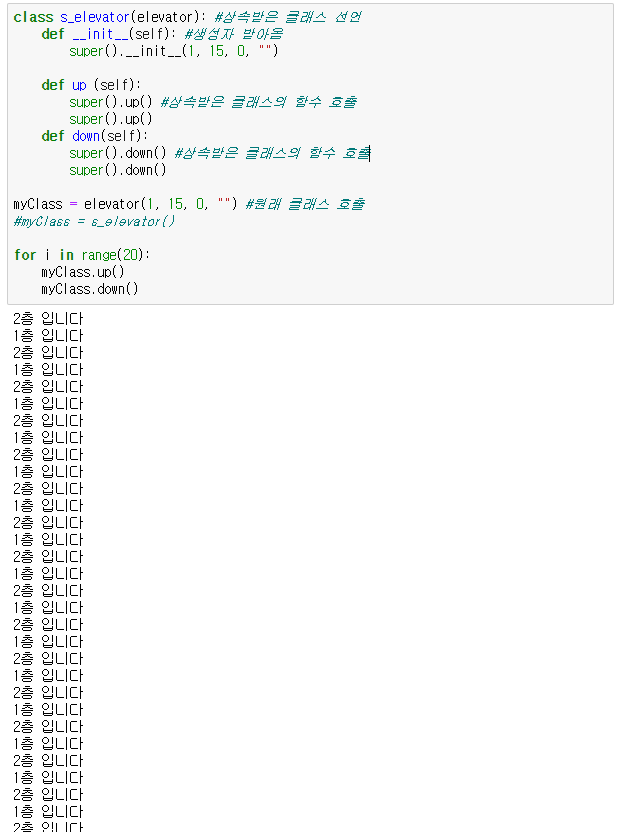 class s_elevator(elevator): #상속받은 클래스 선언
    def __init__(self): #생성자 받아옴
        super().__init__(1, 15, 0, "")

    def up (self):
        super().up() #상속받은 클래스의 함수 호출
        super().up()
    def down(self):
        super().down() #상속받은 클래스의 함수 호출
        super().down()

myClass = elevator(1, 15, 0, "") #원래 클래스 호출
#myClass = s_elevator()

for i in range(20):
    myClass.up()
    myClass.down()
2층 입니다
1층 입니다
2층 입니다
1층 입니다
2층 입니다
1층 입니다
2층 입니다
1층 입니다
2층 입니다
1층 입니다
2층 입니다
1층 입니다
2층 입니다
1층 입니다
2층 입니다
1층 입니다
2층 입니다
1층 입니다
2층 입니다
1층 입니다
2층 입니다
1층 입니다
2층 입니다
1층 입니다
2층 입니다
1층 입니다
2층 입니다
1층 입니다
2층 입니다
1층 입니다
2층 입니다